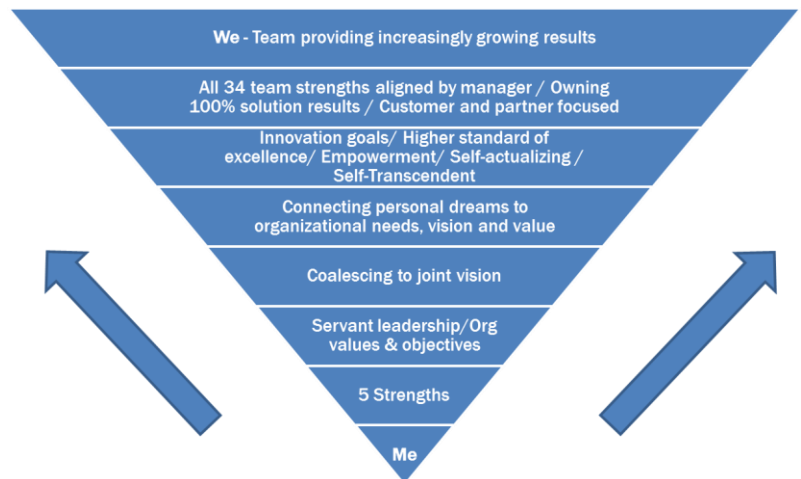 We - Team providing increasingly growing results
All 34 team strengths aligned by manager / Owning
100% solution results / Customer and partner focused
Innovation goals/ Higher standard of
excellence/ Empowerment/ Self-actualizing /
Self-Transcendent
Connecting personal dreams to
organizational needs, vision and value
Coalescing to joint vision
Servant leadership/Org
values & objectives
5 Strengths
Me